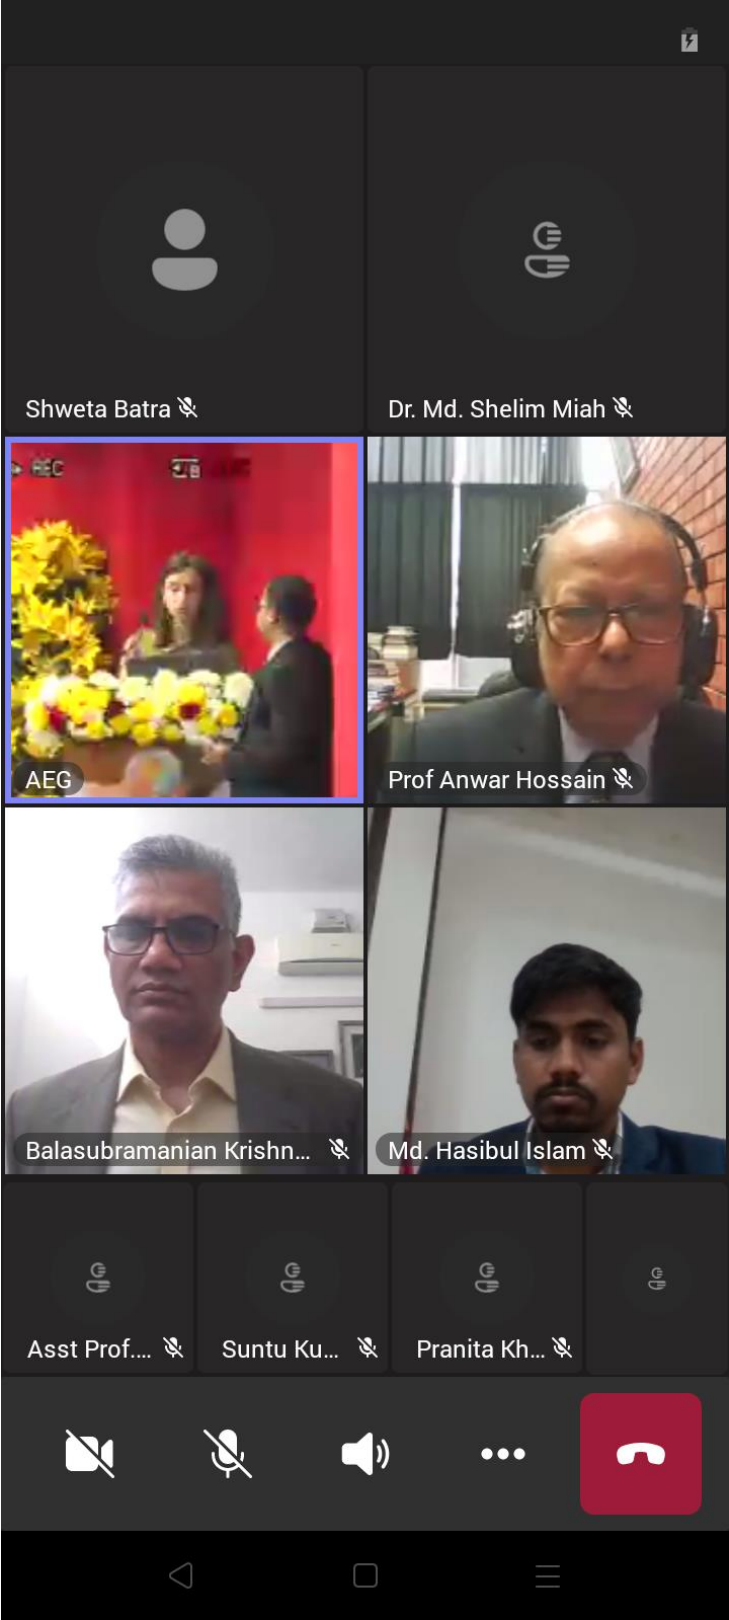 Shweta Batra
Dr. Md. Shelim Miah
REC
AEG
Prof Anwar Hossain
Balasubramanian Krishn...
Md. Hasibul Islam
Asst Prof....
Suntu Ku...
Pranita Kh...